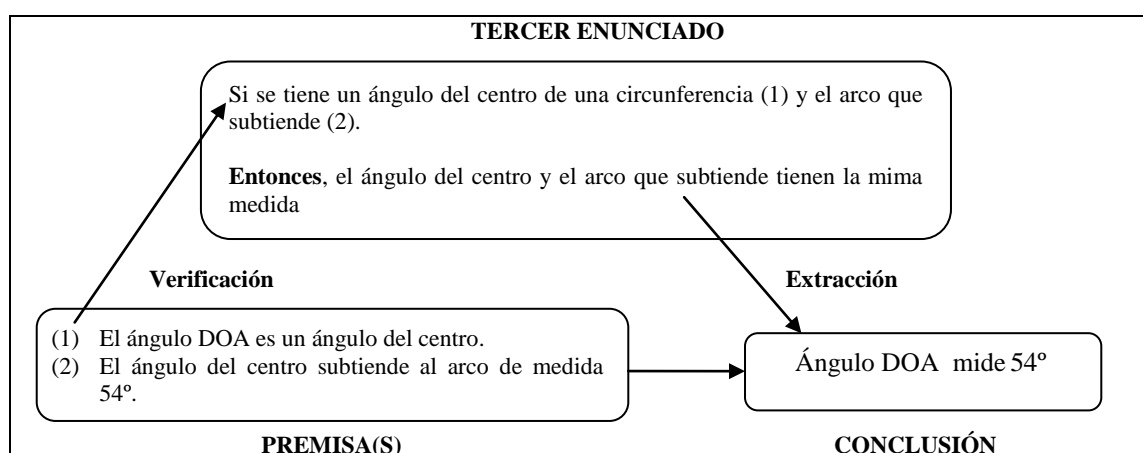 TERCER ENUNCIADO
Si se tiene un ángulo del centro de una circunferencia (1) y el arco que
subtiende (2).
Entonces, el ángulo del centro y el arco que subtiende tienen la mima
medida
Verificación
Extracción
(1) El ángulo DOA es un ángulo del centro.
(2) El ángulo del centro subtiende al arco de medida
54º.
Ángulo DOA mide 54º
PREMISA(S)
CONCLUSIÓN